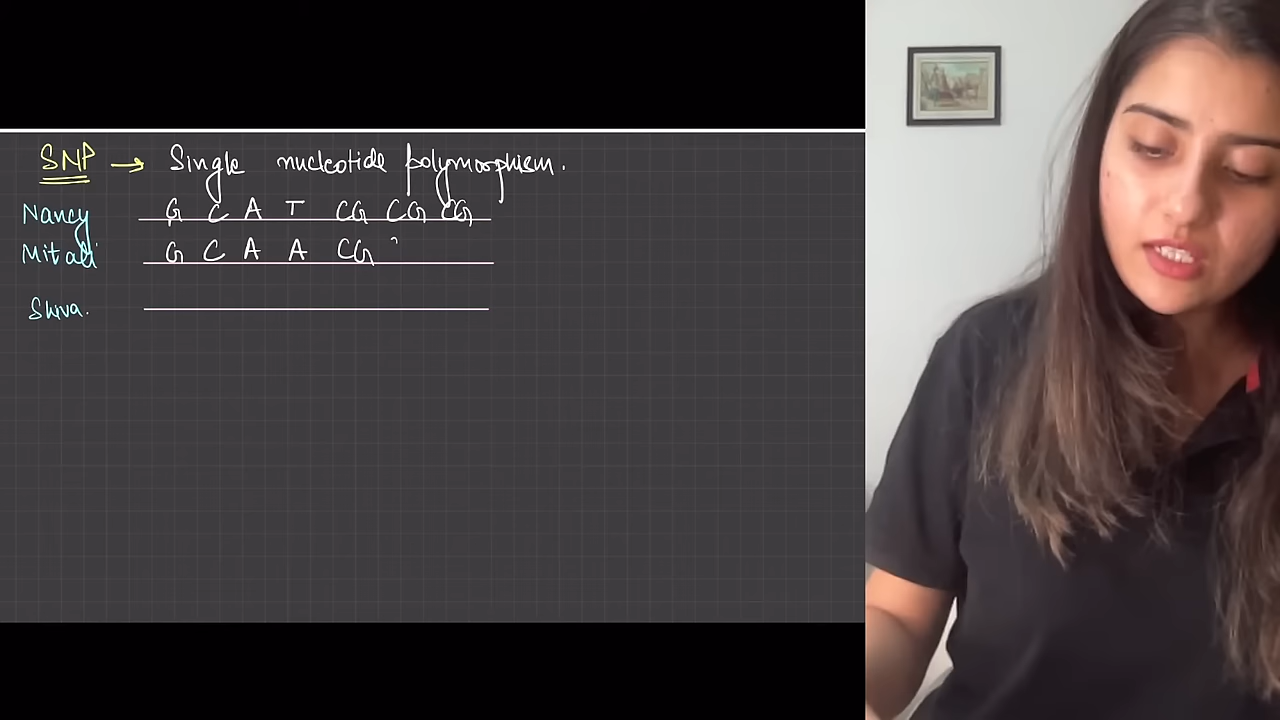 SNP → Single nucleotide polymorphism.
Nancy G C A T CG CG CG
Mitali G C A A CG
Shiva.